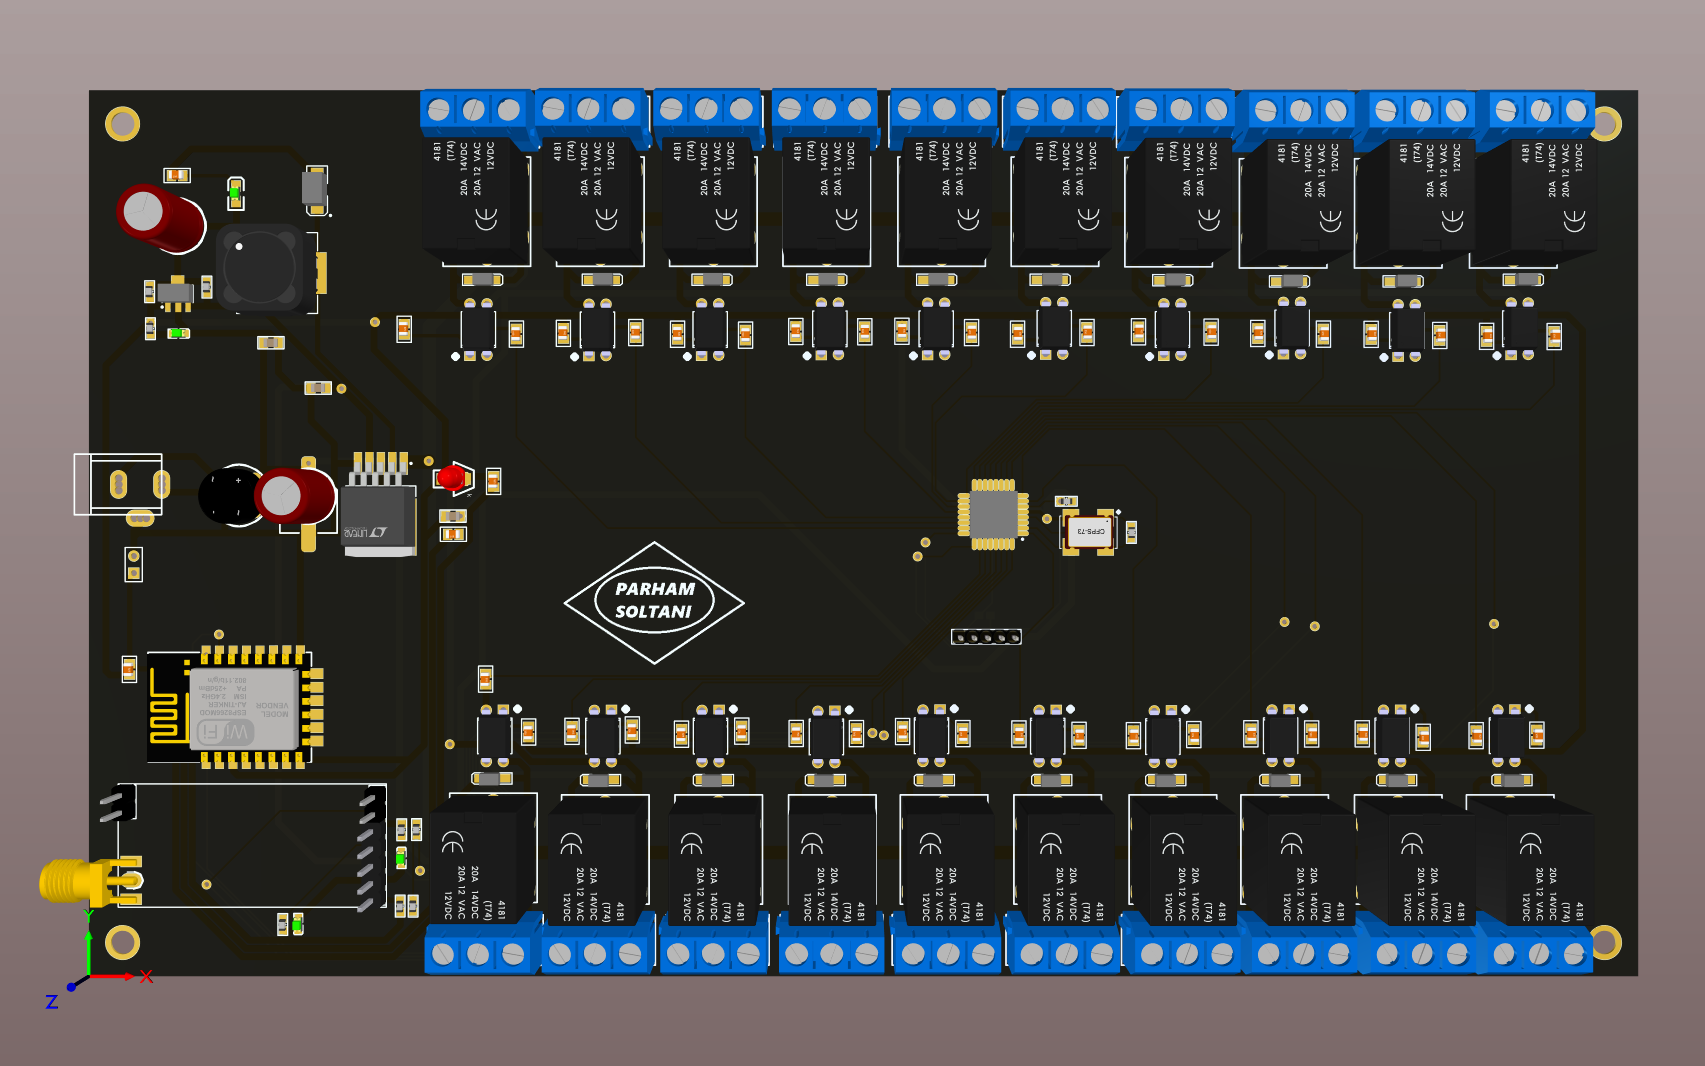 4181
(T74)
20A 14VDC
20A 12 VAC
12VDC
CE
4181
(T74)
20A 14VDC
20A 12 VAC
12VDC
CE
4181
(T74)
20A 14VDC
20A 12 VAC
12VDC
CE
4181
(T74)
20A 14VDC
20A 12 VAC
12VDC
CE
4181
(T74)
20A 14VDC
20A 12 VAC
12VDC
CE
4181
(T74)
20A 14VDC
20A 12 VAC
12VDC
CE
4181
(T74)
20A 14VDC
20A 12 VAC
12VDC
CE
4181
(T74)
20A 14VDC
20A 12 VAC
12VDC
CE
4181
(T74)
20A 14VDC
20A 12 VAC
12VDC
CE
4181
(T74)
20A 14VDC
20A 12 VAC
12VDC
CE
+
K
LINEAR
CFPS-73
PARHAM
SOLTANI
MODEL
VENDOR
ESP8266MOD
AJ-TINKER
ISM 2.4GHz
PA +25dBm
802.11b/g/n
WiFi
CE
4181
(T74)
20A 14VDC
20A 12 VAC
12VDC
CE
4181
(T74)
20A 14VDC
20A 12 VAC
12VDC
CE
4181
(T74)
20A 14VDC
20A 12 VAC
12VDC
CE
4181
(T74)
20A 14VDC
20A 12 VAC
12VDC
CE
4181
(T74)
20A 14VDC
20A 12 VAC
12VDC
CE
4181
(T74)
20A 14VDC
20A 12 VAC
12VDC
CE
4181
(T74)
20A 14VDC
20A 12 VAC
12VDC
CE
4181
(T74)
20A 14VDC
20A 12 VAC
12VDC
CE
4181
(T74)
20A 14VDC
20A 12 VAC
12VDC
CE
4181
(T74)
20A 14VDC
20A 12 VAC
12VDC
Y
X
Z